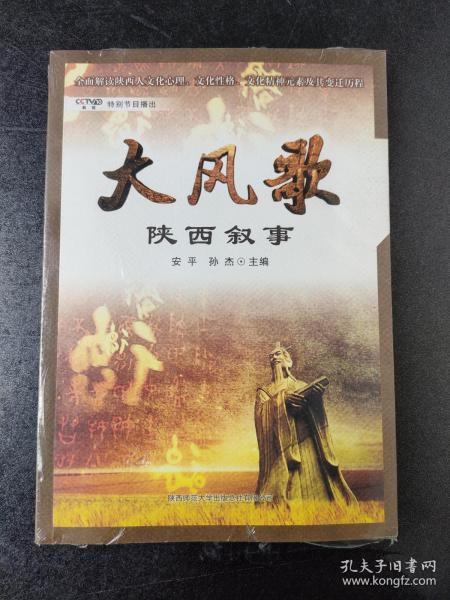 全面解读陕西人文化心理、文化性格、文化精神元素及其变迁历程
CCTV10
科教
特别节目播出
大风歌
陕西叙事
安平 孙杰⊙主编
陕西师范大学出版总社有限公司
孔夫子旧书网
www.kongfz.com